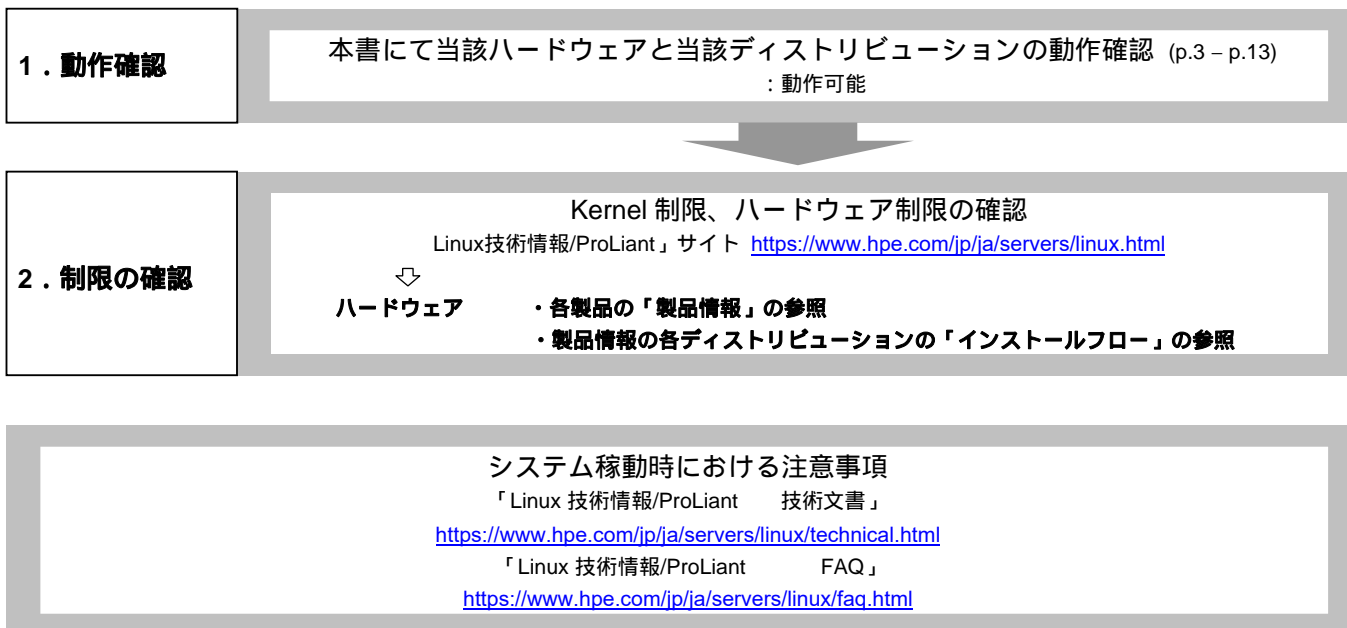 1．動作確認
本書にて当該ハードウェアと当該ディストリビューションの動作確認 (p.3 – p.13)
：動作可能
2．制限の確認
Kernel 制限、ハードウェア制限の確認
Linux技術情報/ProLiant」サイト https://www.hpe.com/jp/ja/servers/linux.html
ハードウェア ・各製品の「製品情報」の参照
・製品情報の各ディストリビューションの「インストールフロー」の参照
システム稼動時における注意事項
「Linux 技術情報/ProLiant 技術文書」
https://www.hpe.com/jp/ja/servers/linux/technical.html
「Linux 技術情報/ProLiant FAQ」
https://www.hpe.com/jp/ja/servers/linux/faq.html